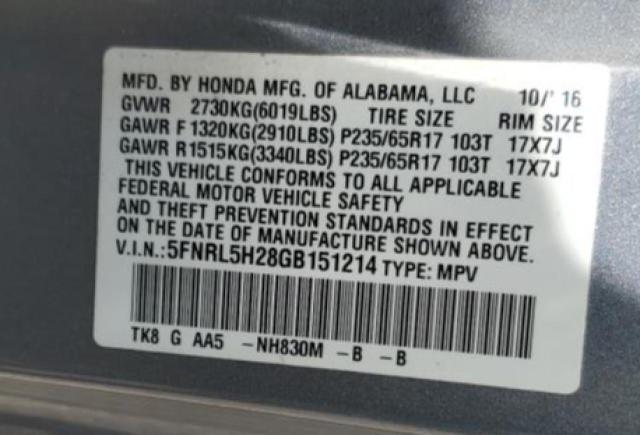 MFD. BY HONDA MFG. OF ALABAMA, LLC 10/'16
GVWR 2730KG(6019LBS) TIRE SIZE RIM SIZE
GAWR F 1320KG(2910LBS) P235/65R17 103T 17X7J
GAWR R1515KG(3340LBS) P235/65R17 103T 17X7J
THIS VEHICLE CONFORMS TO ALL APPLICABLE
FEDERAL MOTOR VEHICLE SAFETY
AND THEFT PREVENTION STANDARDS IN EFFECT
ON THE DATE OF MANUFACTURE SHOWN ABOVE.
V.I.N.:5FNRL5H28GB151214 TYPE: MPV
TK8 G AA5 -NH830M -B -B